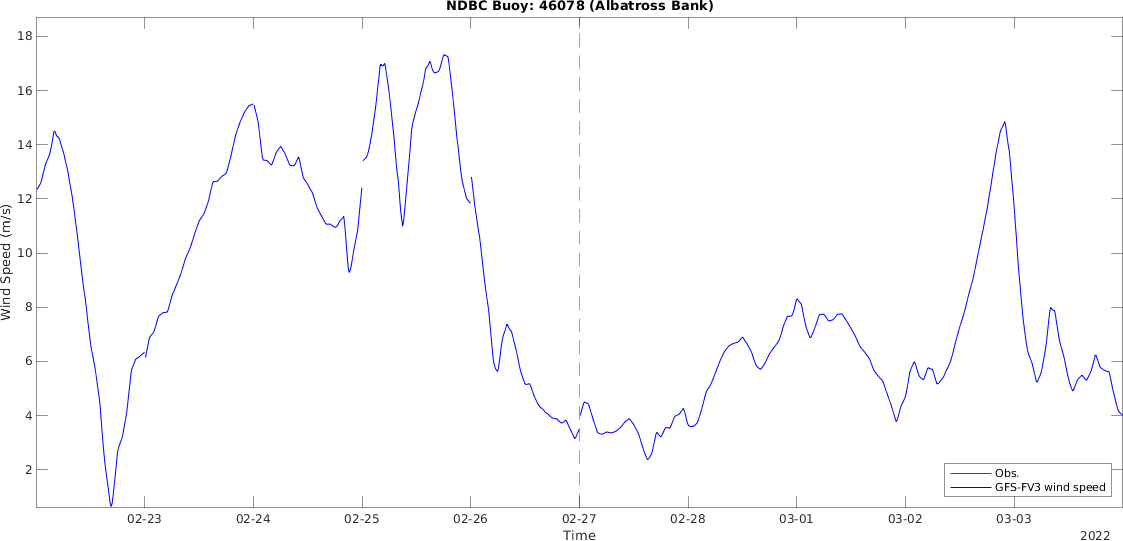 NDBC Buoy: 46078 (Albatross Bank)
18
16
14
12
10
8
6
4
2
Wind Speed (m/s)
Obs.
GFS-FV3 wind speed
02-23 02-24 02-25 02-26 02-27 02-28 03-01 03-02 03-03
Time
2022